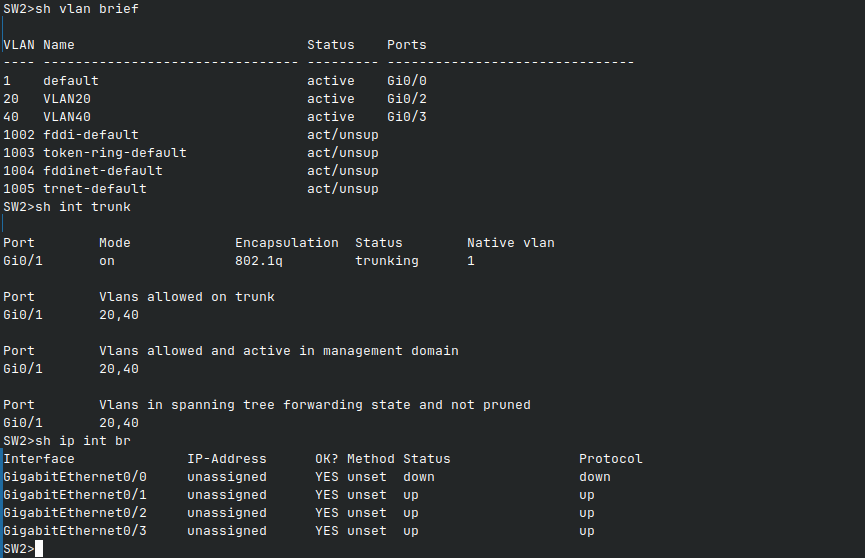 SW2>sh vlan brief
VLAN Name                             Status    Ports
---- -------------------------------- --------- -------------------------------
1    default                          active    Gi0/0
20   VLAN20                           active    Gi0/2
40   VLAN40                           active    Gi0/3
1002 fddi-default                     act/unsup
1003 token-ring-default               act/unsup
1004 fddinet-default                  act/unsup
1005 trnet-default                    act/unsup
SW2>sh int trunk
Port        Mode             Encapsulation  Status        Native vlan
Gi0/1       on               802.1q         trunking      1
Port        Vlans allowed on trunk
Gi0/1       20,40
Port        Vlans allowed and active in management domain
Gi0/1       20,40
Port        Vlans in spanning tree forwarding state and not pruned
Gi0/1       20,40
SW2>sh ip int br
Interface              IP-Address      OK? Method Status                Protocol
GigabitEthernet0/0     unassigned      YES unset  down                  down
GigabitEthernet0/1     unassigned      YES unset  up                    up
GigabitEthernet0/2     unassigned      YES unset  up                    up
GigabitEthernet0/3     unassigned      YES unset  up                    up
SW2>